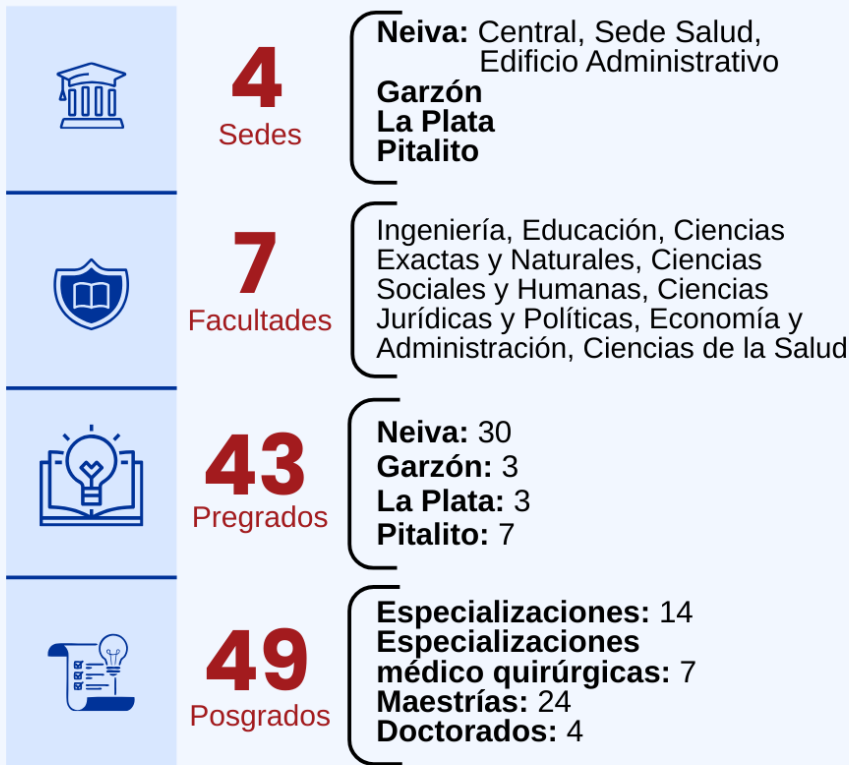 4
Sedes
Neiva: Central, Sede Salud,
Edificio Administrativo
Garzón
La Plata
Pitalito
7
Facultades
Ingeniería, Educación, Ciencias
Exactas y Naturales, Ciencias
Sociales y Humanas, Ciencias
Jurídicas y Políticas, Economía y
Administración, Ciencias de la Salud
43
Pregrados
Neiva: 30
Garzón: 3
La Plata: 3
Pitalito: 7
49
Posgrados
Especializaciones: 14
Especializaciones
médico quirúrgicas: 7
Maestrías: 24
Doctorados: 4